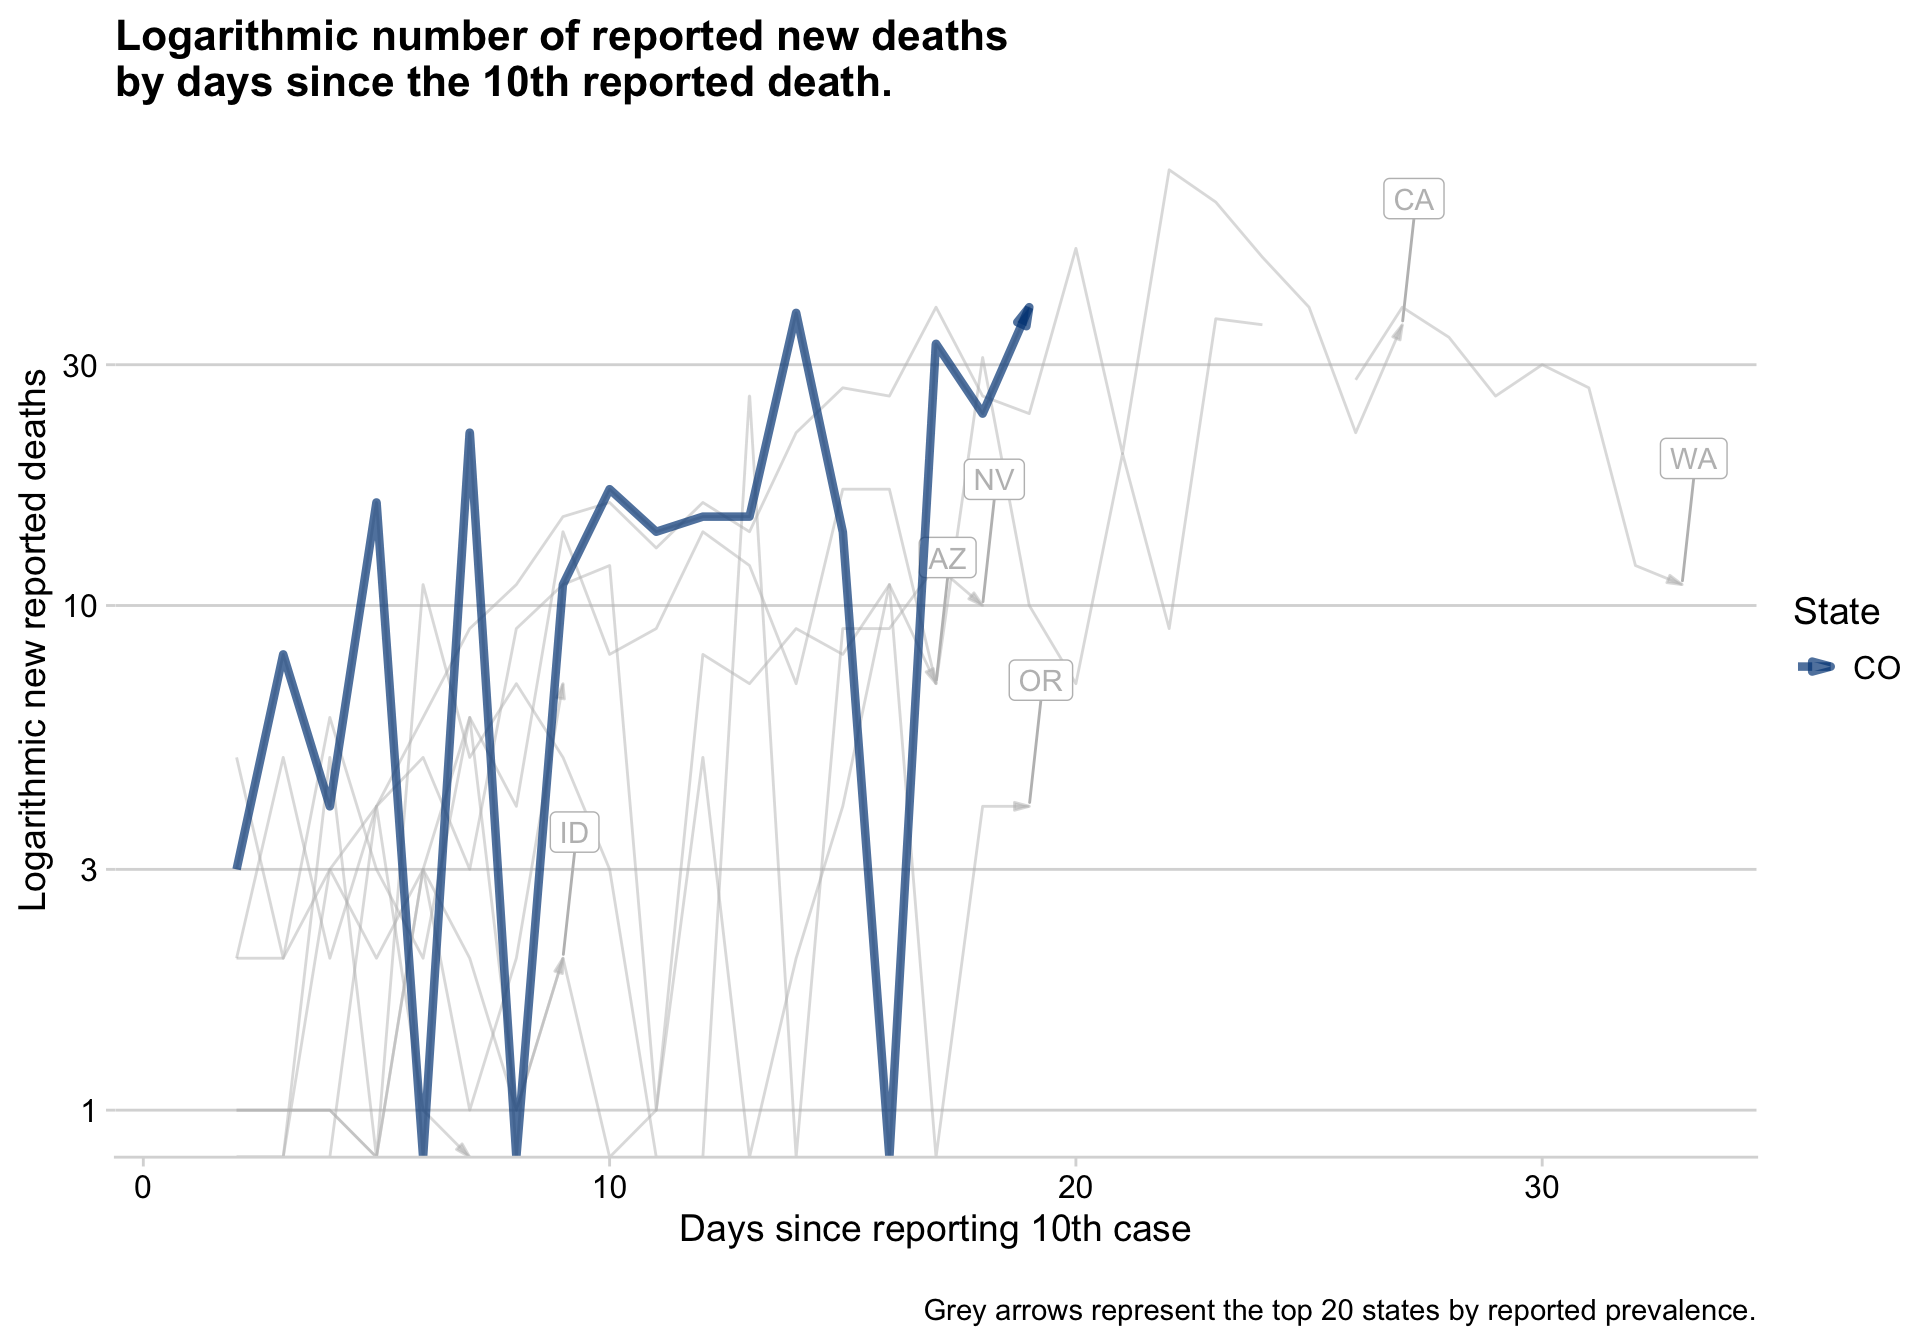 Logarithmic number of reported new deaths
by days since the 10th reported death.
CA
30
WA
NV
AZ
10
State
CO
OR
ID
3
1
Logarithmic new reported deaths
0 10 20 30
Days since reporting 10th case
Grey arrows represent the top 20 states by reported prevalence.